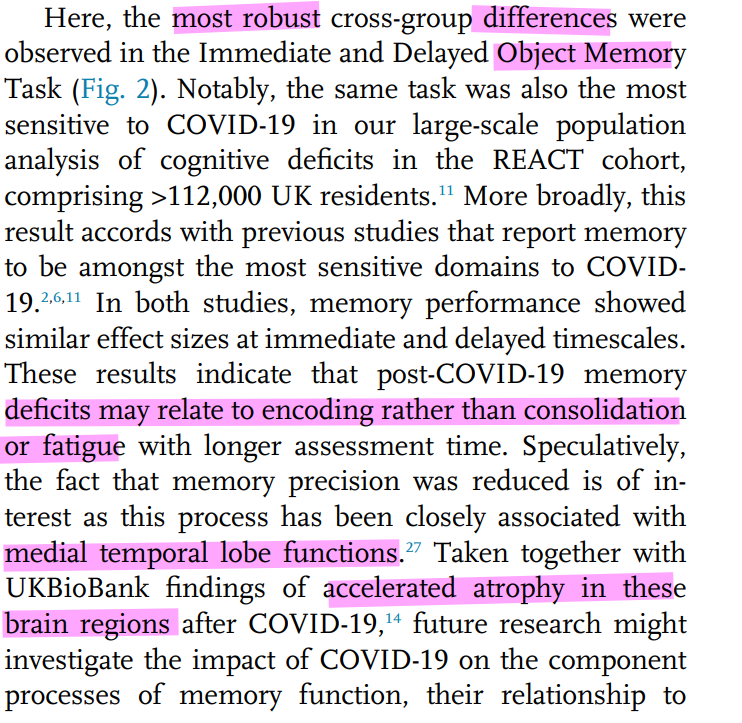 Here, the most robust cross-group differences were
observed in the Immediate and Delayed Object Memory
Task (Fig. 2). Notably, the same task was also the most
sensitive to COVID-19 in our large-scale population
analysis of cognitive deficits in the REACT cohort,
comprising >112,000 UK residents.11 More broadly, this
result accords with previous studies that report memory
to be amongst the most sensitive domains to COVID-
19.2,6,11 In both studies, memory performance showed
similar effect sizes at immediate and delayed timescales.
These results indicate that post-COVID-19 memory
deficits may relate to encoding rather than consolidation
or fatigue with longer assessment time. Speculatively,
the fact that memory precision was reduced is of in-
terest as this process has been closely associated with
medial temporal lobe functions.27 Taken together with
UKBioBank findings of accelerated atrophy in these
brain regions after COVID-19,14 future research might
investigate the impact of COVID-19 on the component
processes of memory function, their relationship to